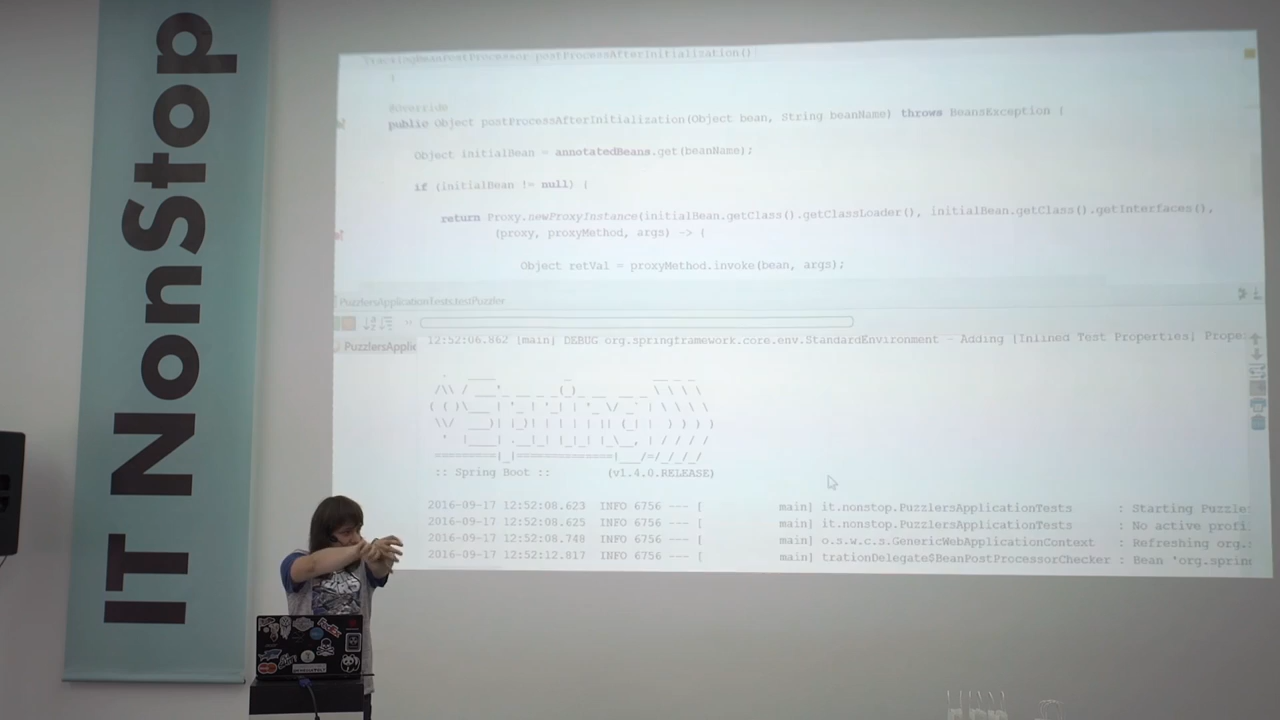 IT NonStop
TrackingBeanPostProcessor postProcessAfterInitialization()
}
@Override
public Object postProcessAfterInitialization(Object bean, String beanName) throws BeansException {
Object initialBean = annotatedBeans.get(beanName);
if (initialBean != null) {
return Proxy.newProxyInstance(initialBean.getClass().getClassLoader(), initialBean.getClass().getInterfaces(),
(proxy, proxyMethod, args) -> {
Object retVal = proxyMethod.invoke(bean, args);
PuzzlersApplicationTests.testPuzzler
PuzzlersApplic
12:52:06.862 [main] DEBUG org.springframework.core.env.StandardEnvironment - Adding [Inlined Test Properties] Prope
:: Spring Boot :: (v1.4.0.RELEASE)
2016-09-17 12:52:08.623 INFO 6756 --- [ main] it.nonstop.PuzzlersApplicationTests : Starting Puzzle
2016-09-17 12:52:08.625 INFO 6756 --- [ main] it.nonstop.PuzzlersApplicationTests : No active profi
2016-09-17 12:52:08.748 INFO 6756 --- [ main] o.s.w.c.s.GenericWebApplicationContext : Refreshing org.
2016-09-17 12:52:12.817 INFO 6756 --- [ main] trationDelegate$BeanPostProcessorChecker : Bean 'org.spring